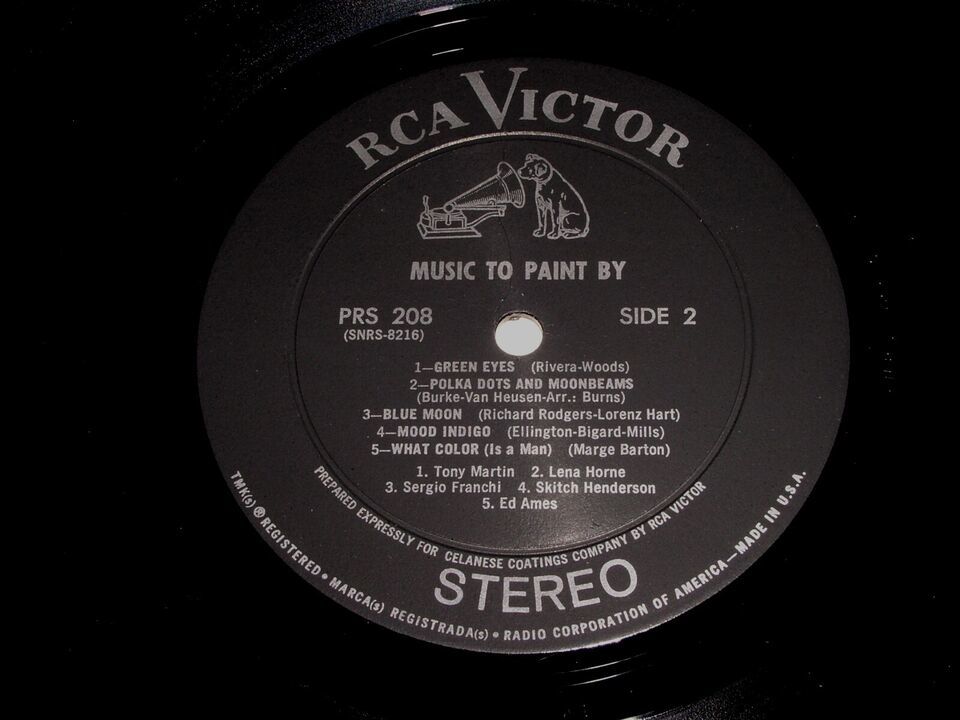 RCA VICTOR
MUSIC TO PAINT BY
PRS 208
(SNRS-8216)
SIDE 2
1—GREEN EYES (Rivera-Woods)
2—POLKA DOTS AND MOONBEAMS
(Burke-Van Heusen-Arr.: Burns)
3—BLUE MOON (Richard Rodgers-Lorenz Hart)
4—MOOD INDIGO (Ellington-Bigard-Mills)
5—WHAT COLOR (Is a Man) (Marge Barton)
1. Tony Martin 2. Lena Horne
3. Sergio Franchi 4. Skitch Henderson
5. Ed Ames
PREPARED EXPRESSLY FOR CELANESE COATINGS COMPANY BY RCA VICTOR
STEREO
TMK(s) ® REGISTERED • MARCA(s) REGISTRADA(s) • RADIO CORPORATION OF AMERICA—MADE IN U.S.A.